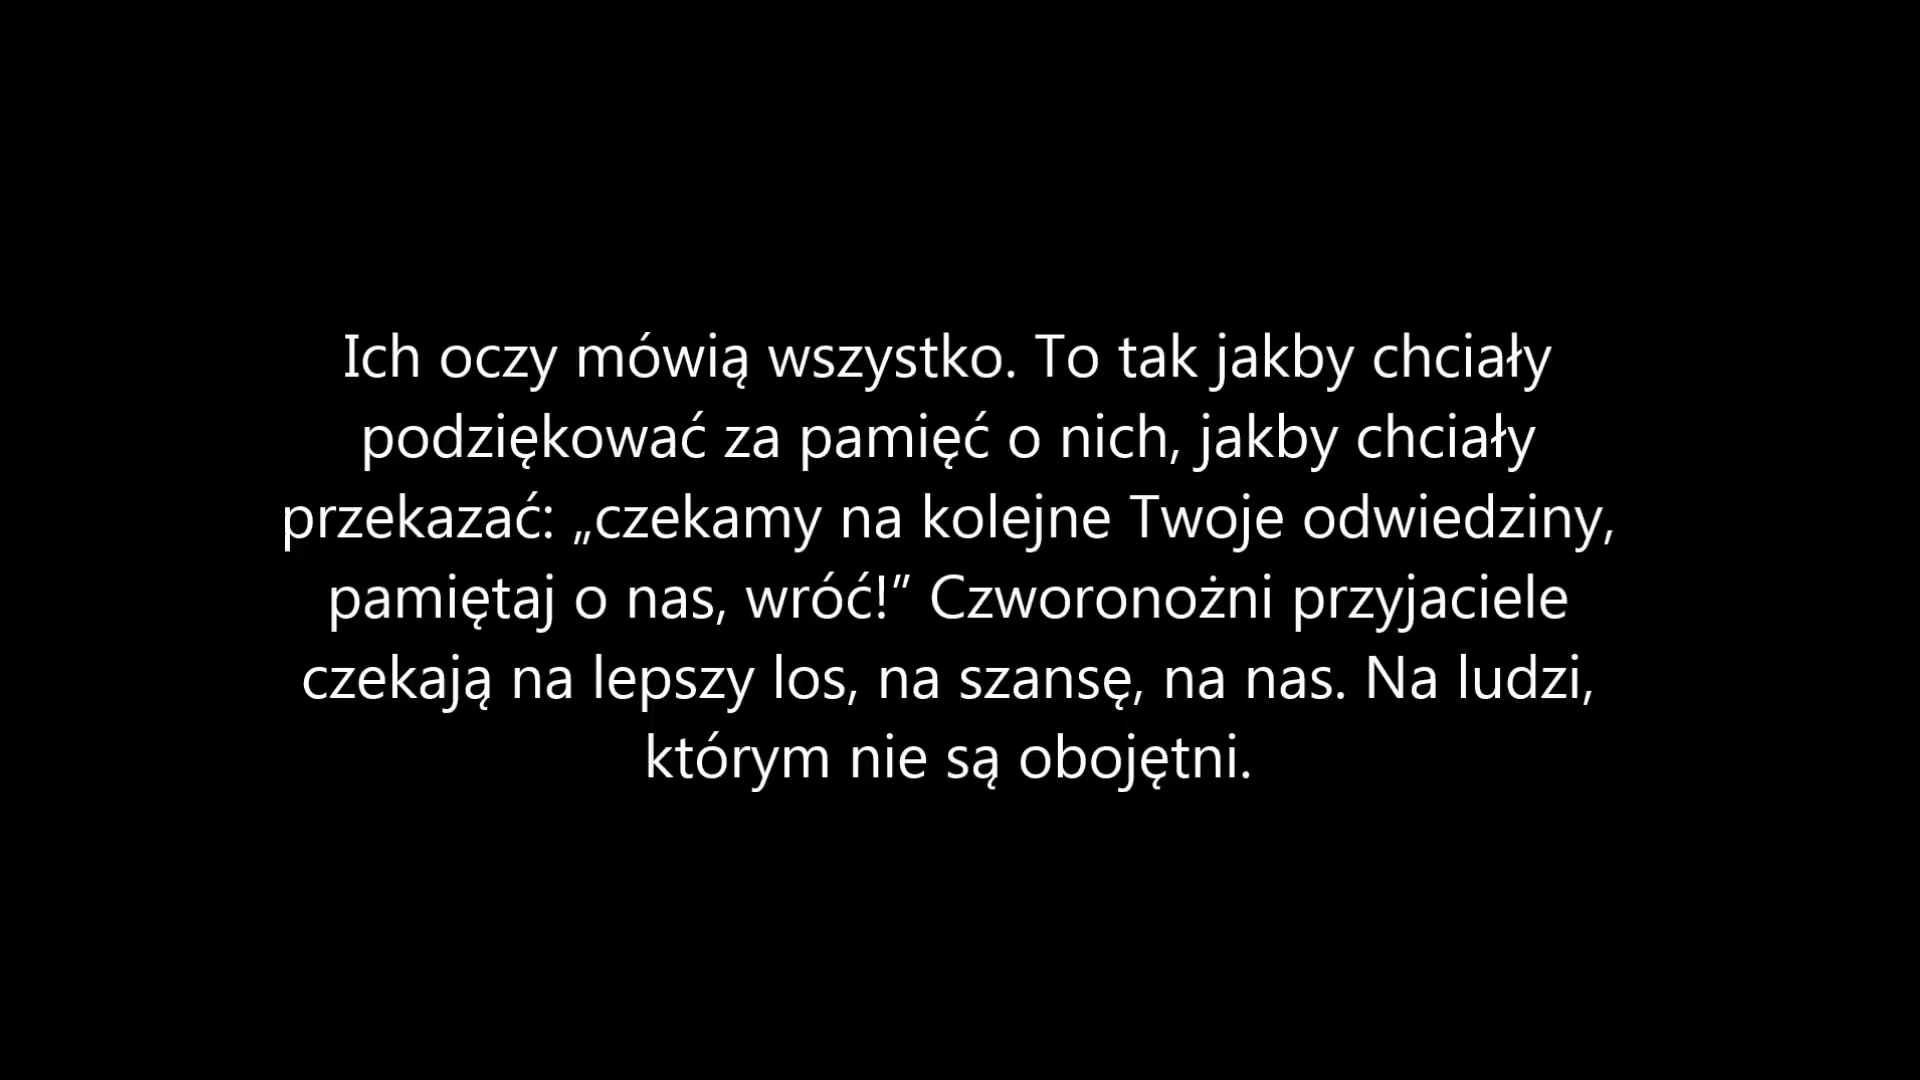 Ich oczy mówią wszystko. To tak jakby chciały
podziękować za pamięć o nich, jakby chciały
przekazać: „czekamy na kolejne Twoje odwiedziny,
pamiętaj o nas, wróć!” Czworonożni przyjaciele
czekają na lepszy los, na szansę, na nas. Na ludzi,
którym nie są obojętni.